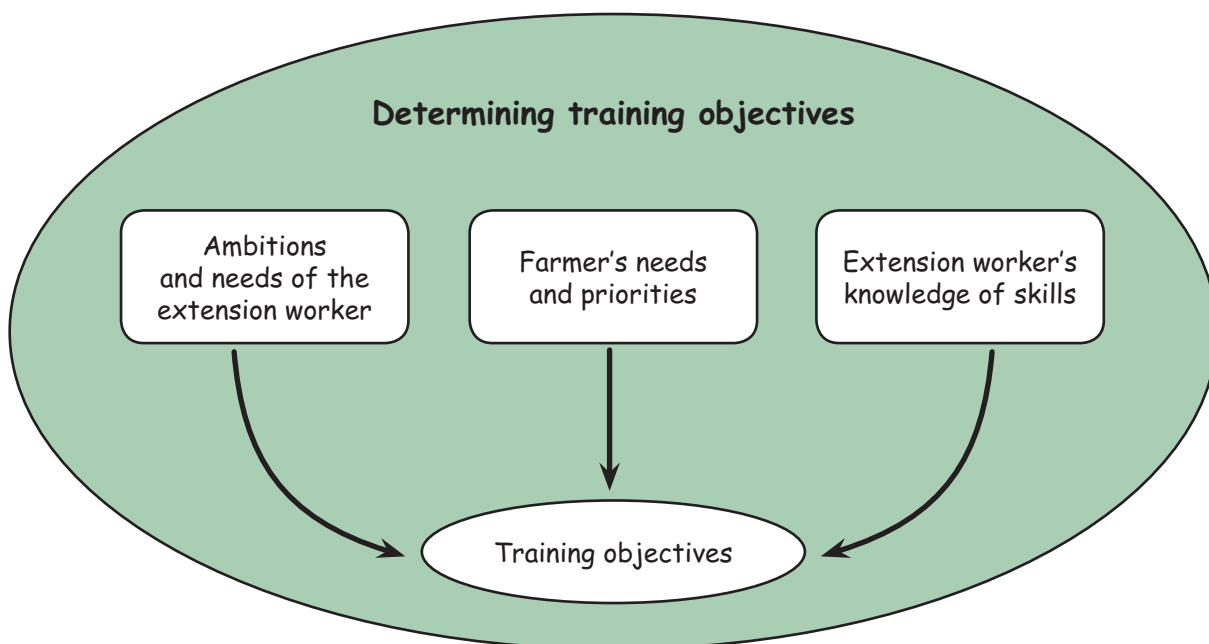 Determining training objectives
Ambitions
and needs of the
extension worker
Farmer’s needs
and priorities
Extension worker’s
knowledge of skills
Training objectives